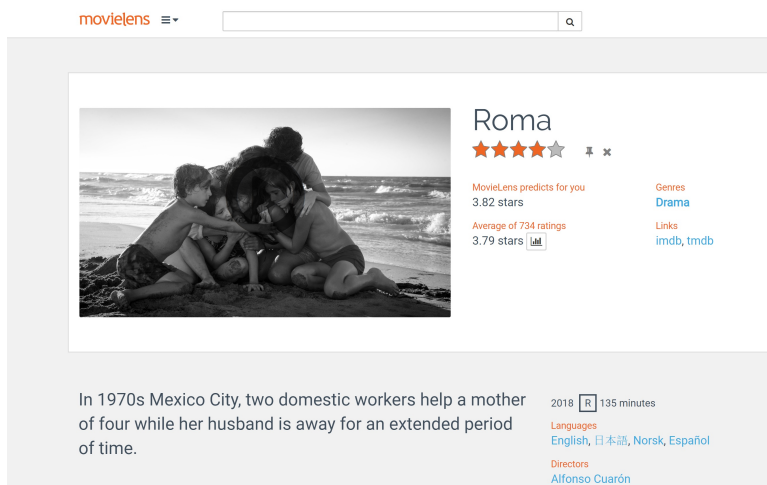 movielens
Roma
MovieLens predicts for you
3.82 stars
Genres
Drama
Average of 734 ratings
3.79 stars
Links
imdb, tmdb
In 1970s Mexico City, two domestic workers help a mother
of four while her husband is away for an extended period
of time.
2018 R 135 minutes
Languages
English, 日本語, Norsk, Español
Directors
Alfonso Cuarón